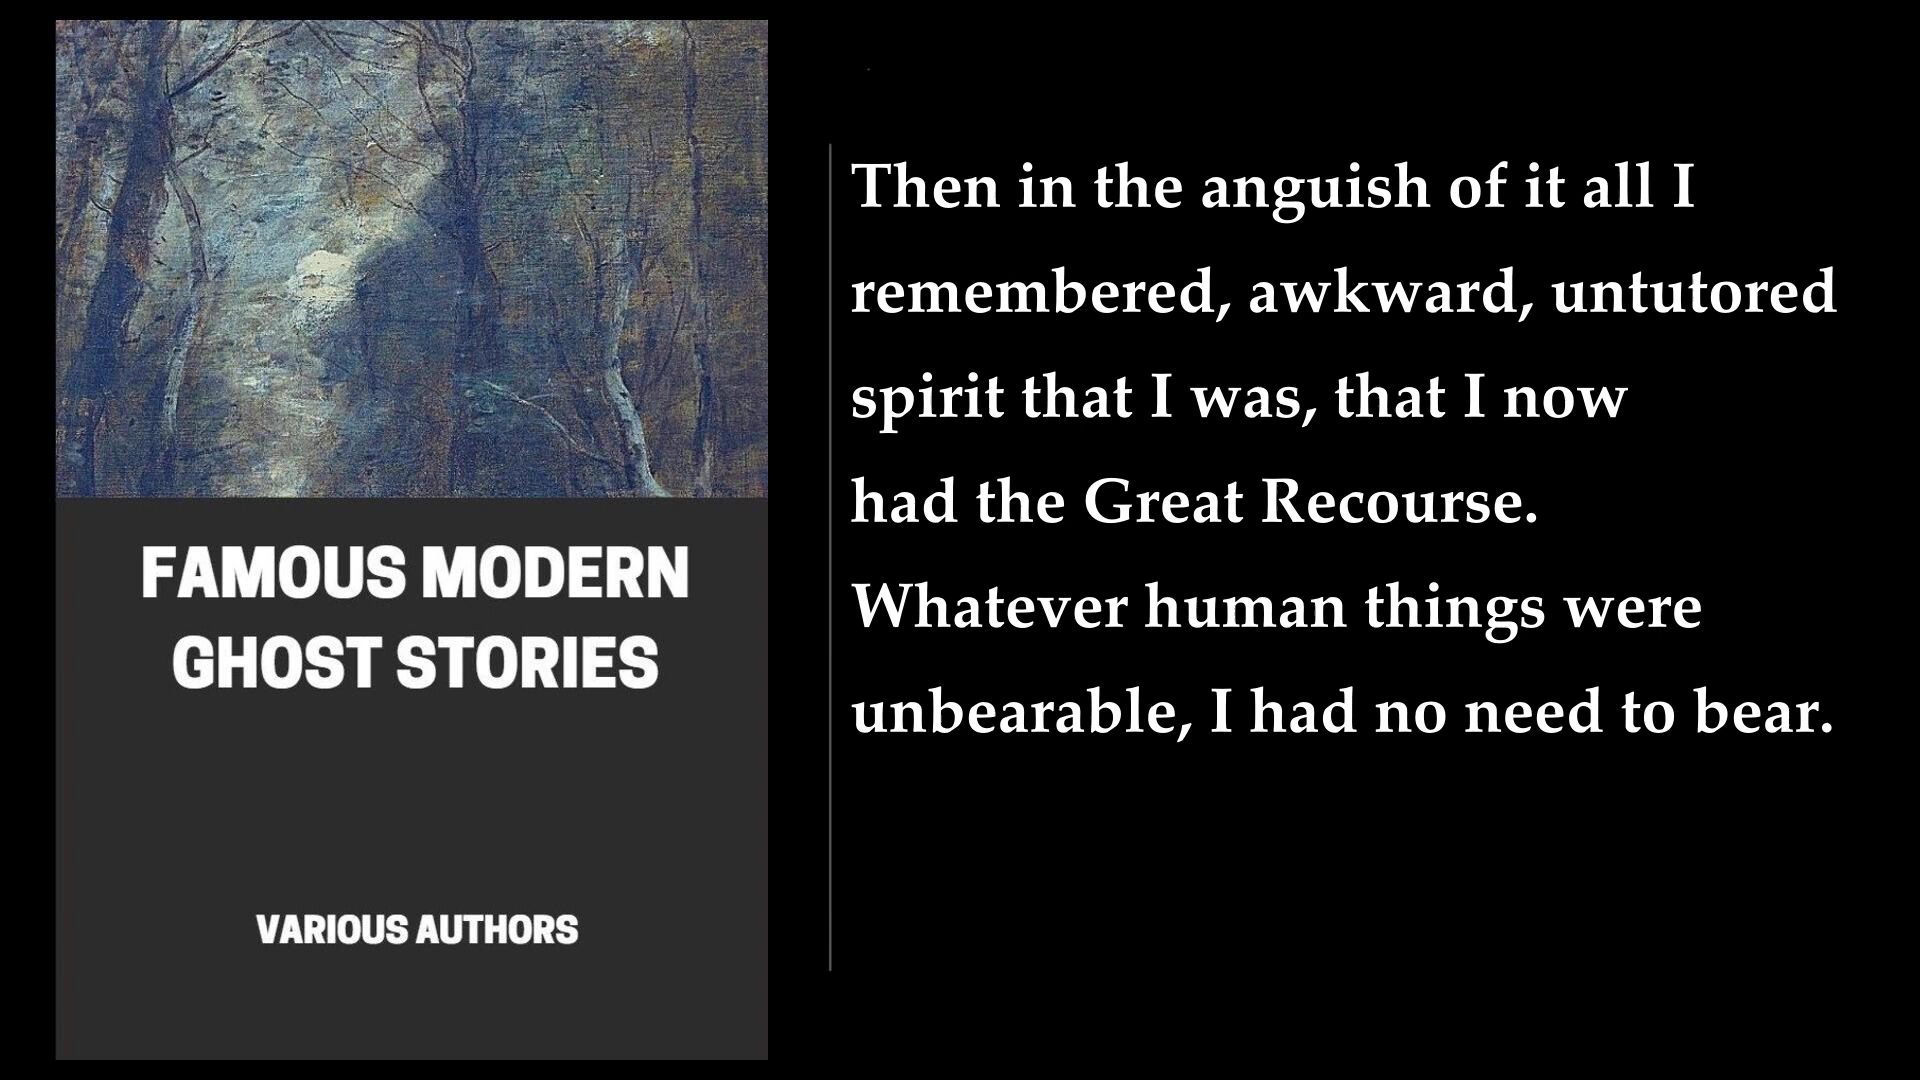 FAMOUS MODERN
GHOST STORIES
VARIOUS AUTHORS
Then in the anguish of it all I
remembered, awkward, untutored
spirit that I was, that I now
had the Great Recourse.
Whatever human things were
unbearable, I had no need to bear.